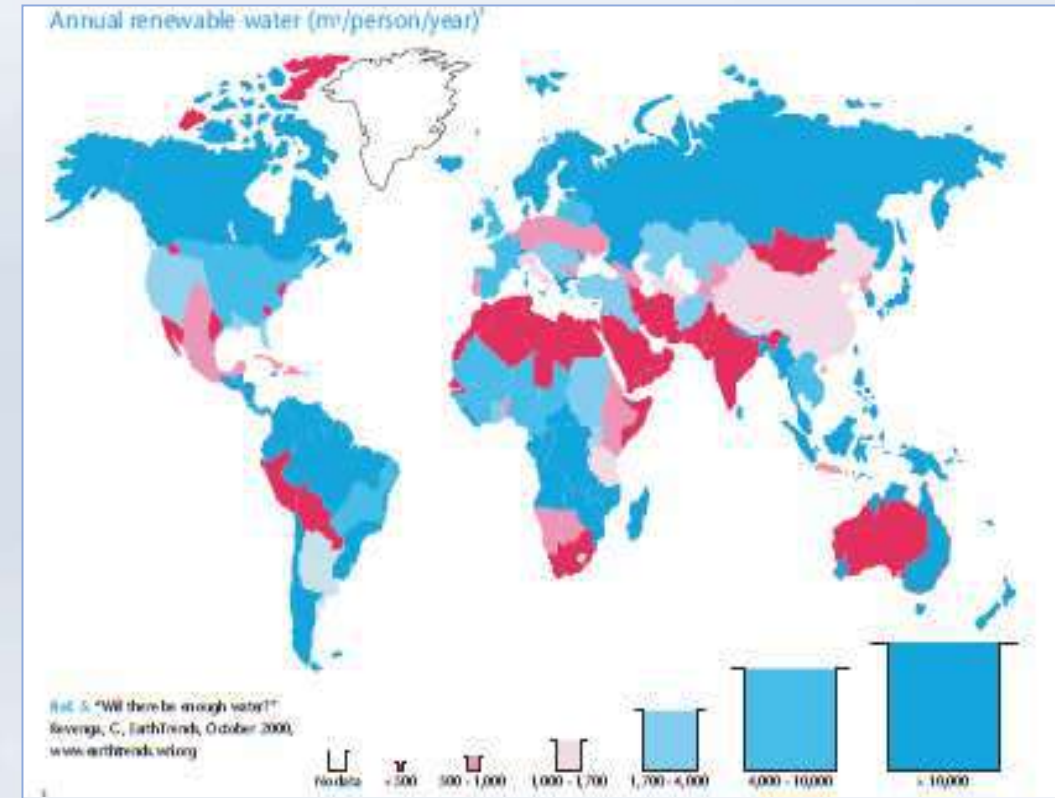 Annual renewable water (m³/person/year)⁵
Ref. 5. "Will there be enough water?"
Revenga, C., EarthTrends, October 2000,
www.earthtrends.wri.org
No data
< 500
500 - 1,000
1,000 - 1,700
1,700 - 4,000
4,000 - 10,000
> 10,000